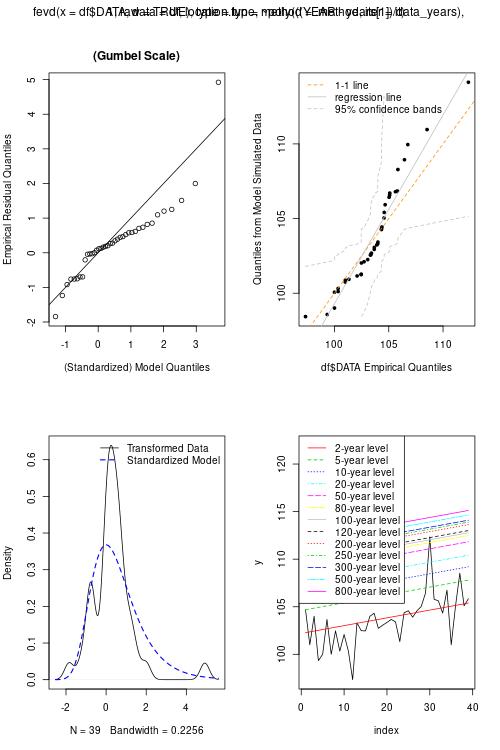 fevd(x = df$DATA,
data_years),
(Gumbel Scale)
Empirical Residual Quantiles
5
4
3
2
1
0
-1
-2
-1 0 1 2 3
(Standardized) Model Quantiles
Quantiles from Model Simulated Data
1-1 line
regression line
95% confidence bands
110
105
100
100 105 110
df$DATA Empirical Quantiles
Density
Transformed Data
Standardized Model
0.6
0.5
0.4
0.3
0.2
0.1
0.0
-2 0 2 4
N = 39 Bandwidth = 0.2256
y
2-year level
5-year level
10-year level
20-year level
50-year level
80-year level
100-year level
120-year level
200-year level
250-year level
300-year level
500-year level
800-year level
120
115
110
105
100
0 10 20 30 40
index